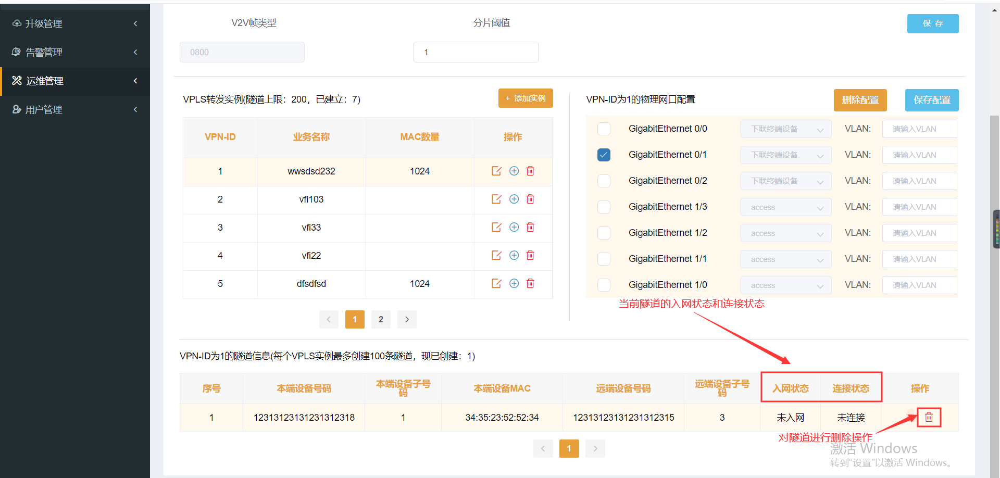 升级管理
告警管理
运维管理
用户管理
V2V帧类型
分片阈值
保 存
0800
1
VPLS转发实例(隧道上限：200，已建立：7)
+ 添加实例
VPN-ID 业务名称 MAC数量 操作
1 wwsdsd232 1024
2 vfi103
3 vfi33
4 vfi22
5 dfsdfsd 1024
1 2
VPN-ID为1的物理网口配置
删除配置
保存配置
GigabitEthernet 0/0 下联终端设备 VLAN: 请输入VLAN
GigabitEthernet 0/1 下联终端设备 VLAN: 请输入VLAN
GigabitEthernet 0/2 下联终端设备 VLAN: 请输入VLAN
GigabitEthernet 1/3 access VLAN: 请输入VLAN
GigabitEthernet 1/2 access VLAN: 请输入VLAN
GigabitEthernet 1/1 access VLAN: 请输入VLAN
GigabitEthernet 1/0 access VLAN: 请输入VLAN
当前隧道的入网状态和连接状态
VPN-ID为1的隧道信息(每个VPLS实例最多创建100条隧道，现已创建：1)
序号 本端设备号码 本端设备子号码 本端设备MAC 远端设备号码 远端设备子号码 入网状态 连接状态 操作
1 12313123131231312318 1 34:35:23:52:52:34 12313123131231312315 3 未入网 未连接
对隧道进行删除操作
1
激活 Windows
转到"设置"以激活 Windows。